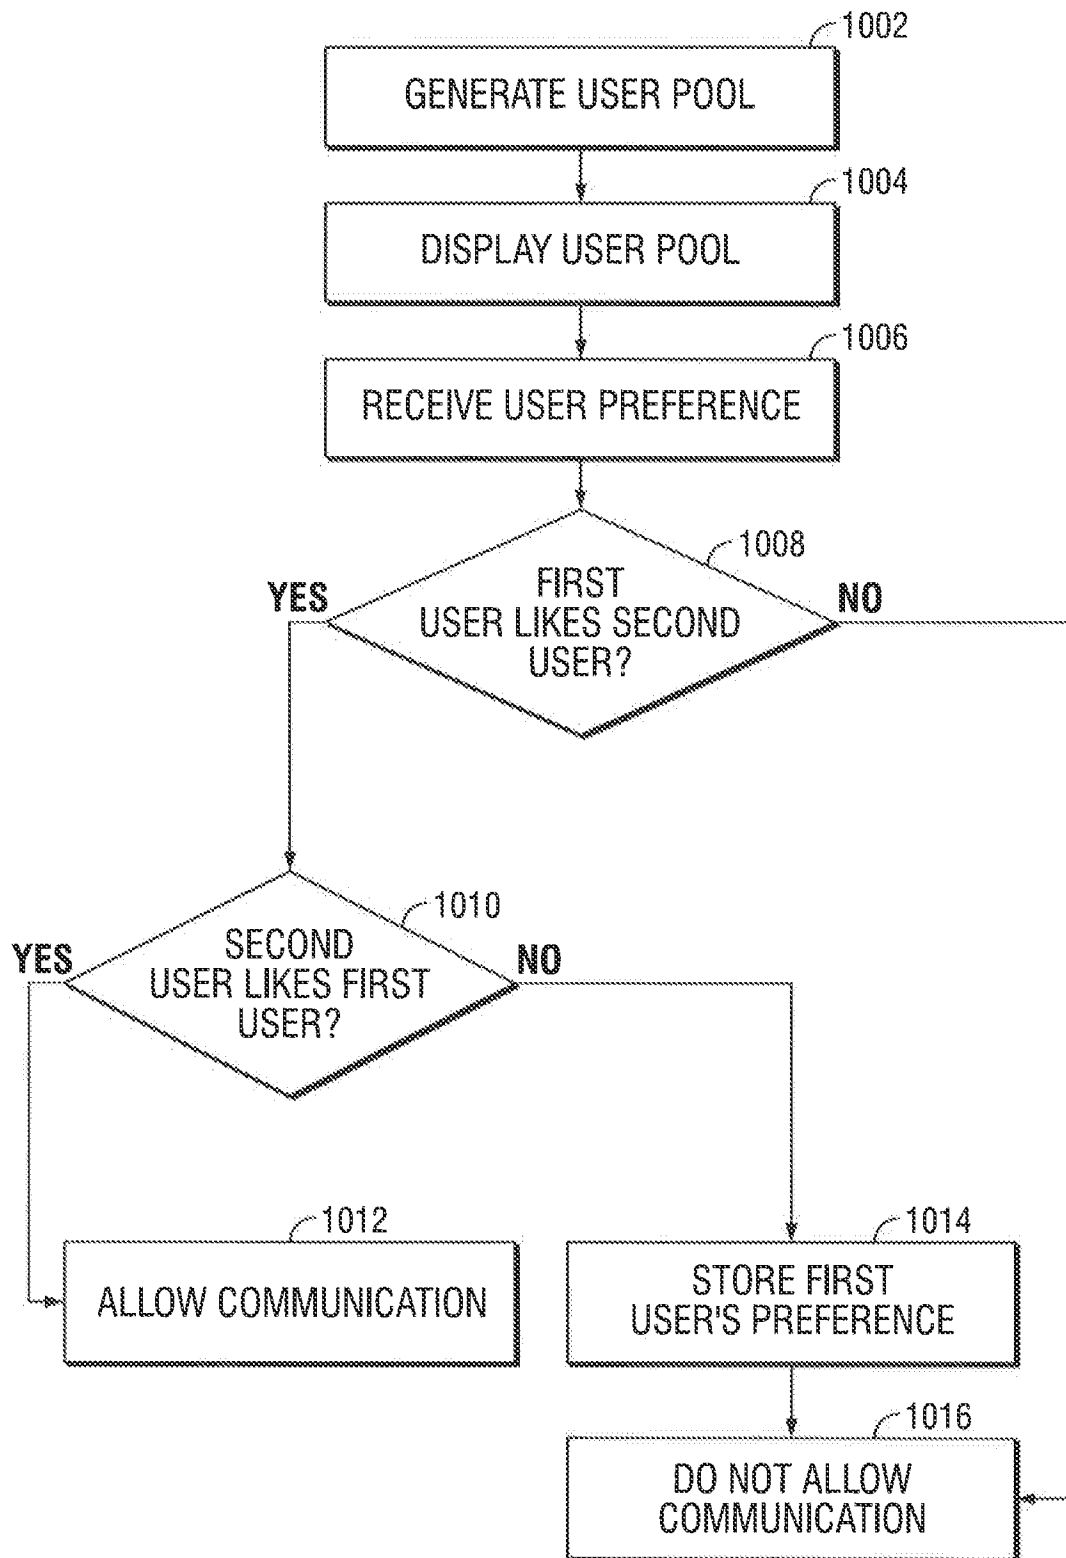 1002
GENERATE USER POOL
1004
DISPLAY USER POOL
1006
RECEIVE USER PREFERENCE
1008
YES
FIRST
USER LIKES SECOND
USER?
NO
1010
YES
SECOND
USER LIKES FIRST
USER?
NO
1012
ALLOW COMMUNICATION
1014
STORE FIRST
USER'S PREFERENCE
1016
DO NOT ALLOW
COMMUNICATION